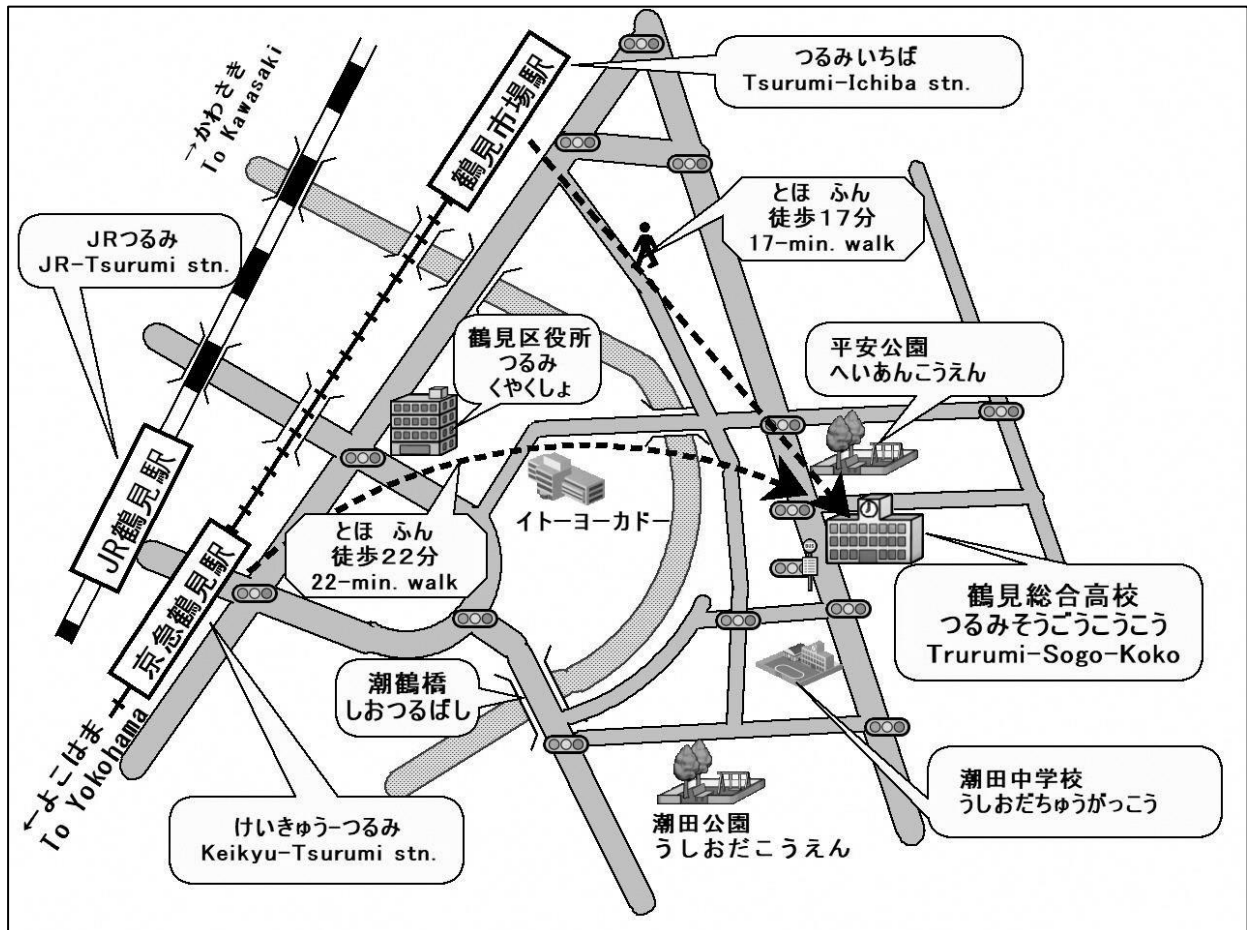 つるみいちば
Tsurumi-Ichiba stn.
→かわさき
To Kawasaki
鶴見市場駅
とほ ふん
徒歩17分
17-min. walk
JRつるみ
JR-Tsurumi stn.
鶴見区役所
つるみ
くやくしょ
平安公園
へいあんこうえん
JR鶴見駅
イトーヨーカドー
とほ ふん
徒歩22分
22-min. walk
京急鶴見駅
鶴見総合高校
つるみそうごうこうこう
Trurumi-Sogo-Koko
潮鶴橋
しおつるばし
←よこはま
To Yokohama
けいきゅうーつるみ
Keikyu-Tsurumi stn.
潮田公園
うしおだこうえん
潮田中学校
うしおだちゅうがっこう